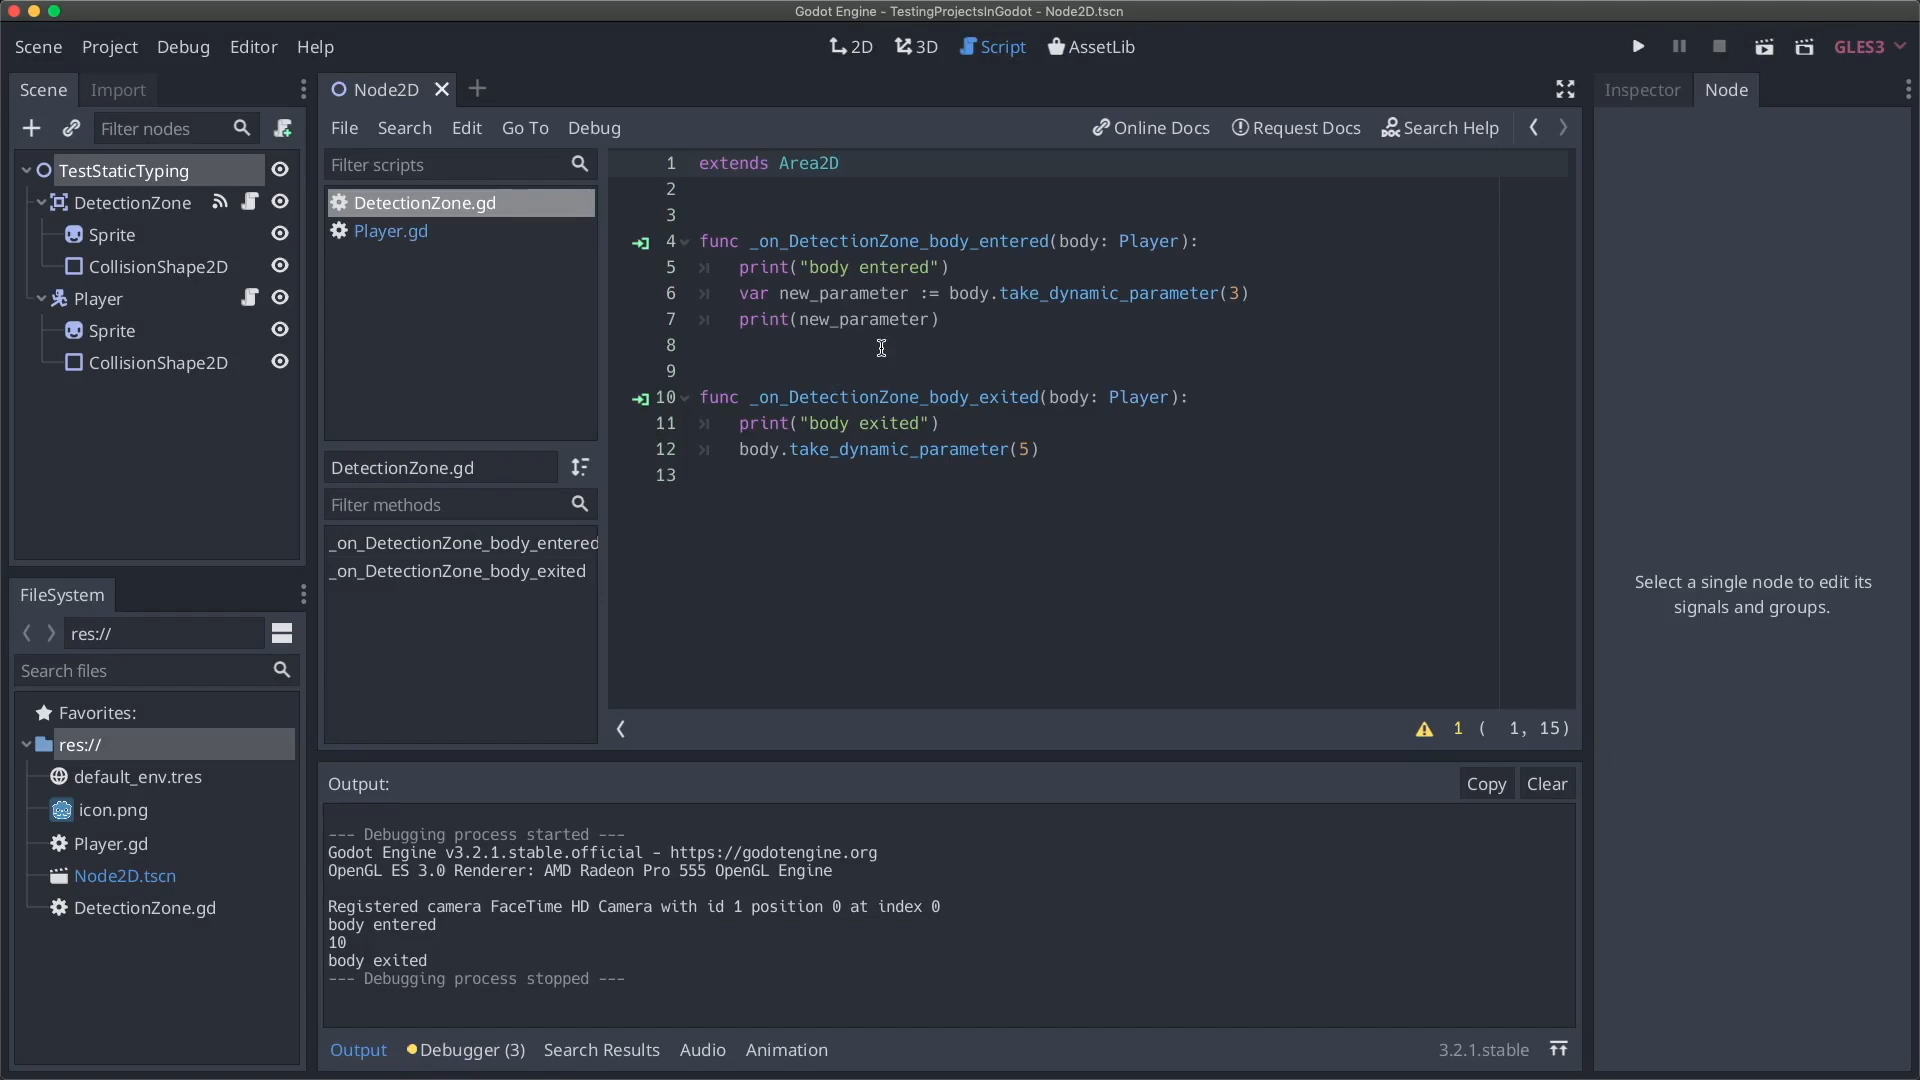 Godot Engine - TestingProjectsInGodot - Node2D.tscn
Scene Project Debug Editor Help
2D 3D Script AssetLib
GLES3
Scene Import
Filter nodes
TestStaticTyping
DetectionZone
Sprite
CollisionShape2D
Player
Sprite
CollisionShape2D
FileSystem
res://
Search files
Favorites:
res://
default_env.tres
icon.png
Player.gd
Node2D.tscn
DetectionZone.gd
Node2D
File Search Edit Go To Debug
Online Docs Request Docs Search Help
Filter scripts
DetectionZone.gd
Player.gd
DetectionZone.gd
Filter methods
_on_DetectionZone_body_entered
_on_DetectionZone_body_exited
1 extends Area2D
2
3
4 func _on_DetectionZone_body_entered(body: Player):
5 print("body entered")
6 var new_parameter := body.take_dynamic_parameter(3)
7 print(new_parameter)
8
9
10 func _on_DetectionZone_body_exited(body: Player):
11 print("body exited")
12 body.take_dynamic_parameter(5)
13
1 ( 1, 15)
Output:
Copy Clear
--- Debugging process started ---
Godot Engine v3.2.1.stable.official - https://godotengine.org
OpenGL ES 3.0 Renderer: AMD Radeon Pro 555 OpenGL Engine
Registered camera FaceTime HD Camera with id 1 position 0 at index 0
body entered
10
body exited
--- Debugging process stopped ---
Output Debugger (3) Search Results Audio Animation
3.2.1.stable
Inspector Node
Select a single node to edit its
signals and groups.